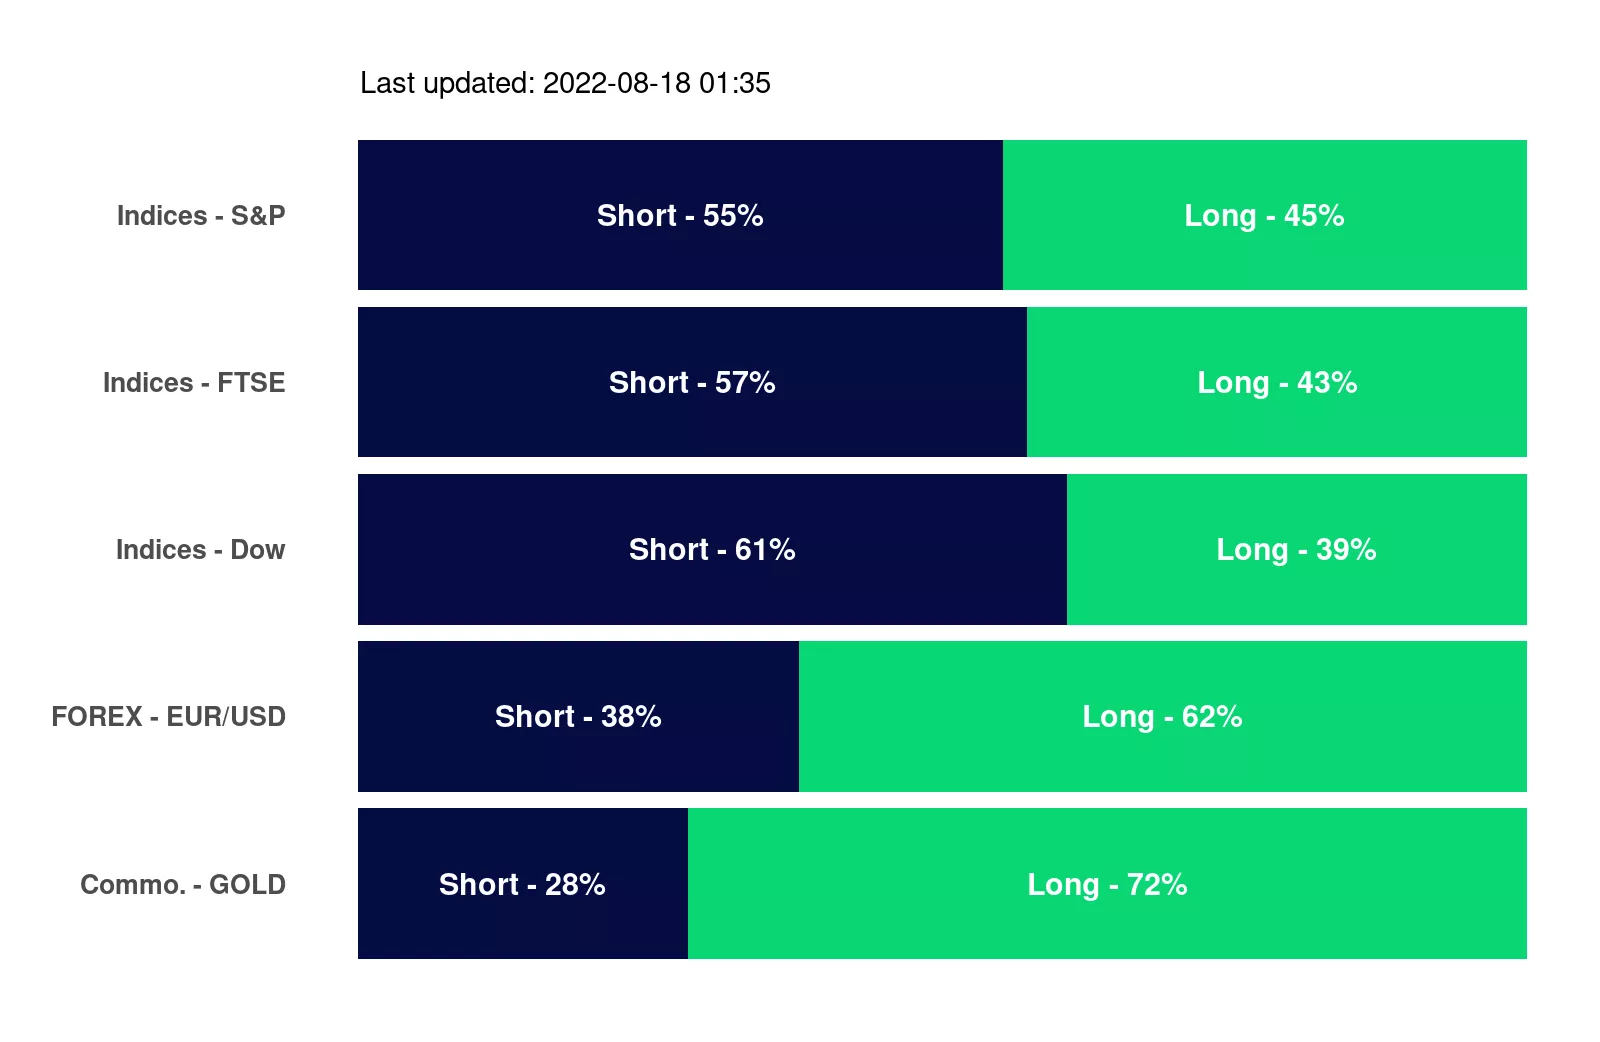 Last updated: 2022-08-18 01:35
Indices - S&P Short - 55% Long - 45%
Indices - FTSE Short - 57% Long - 43%
Indices - Dow Short - 61% Long - 39%
FOREX - EUR/USD Short - 38% Long - 62%
Commo. - GOLD Short - 28% Long - 72%